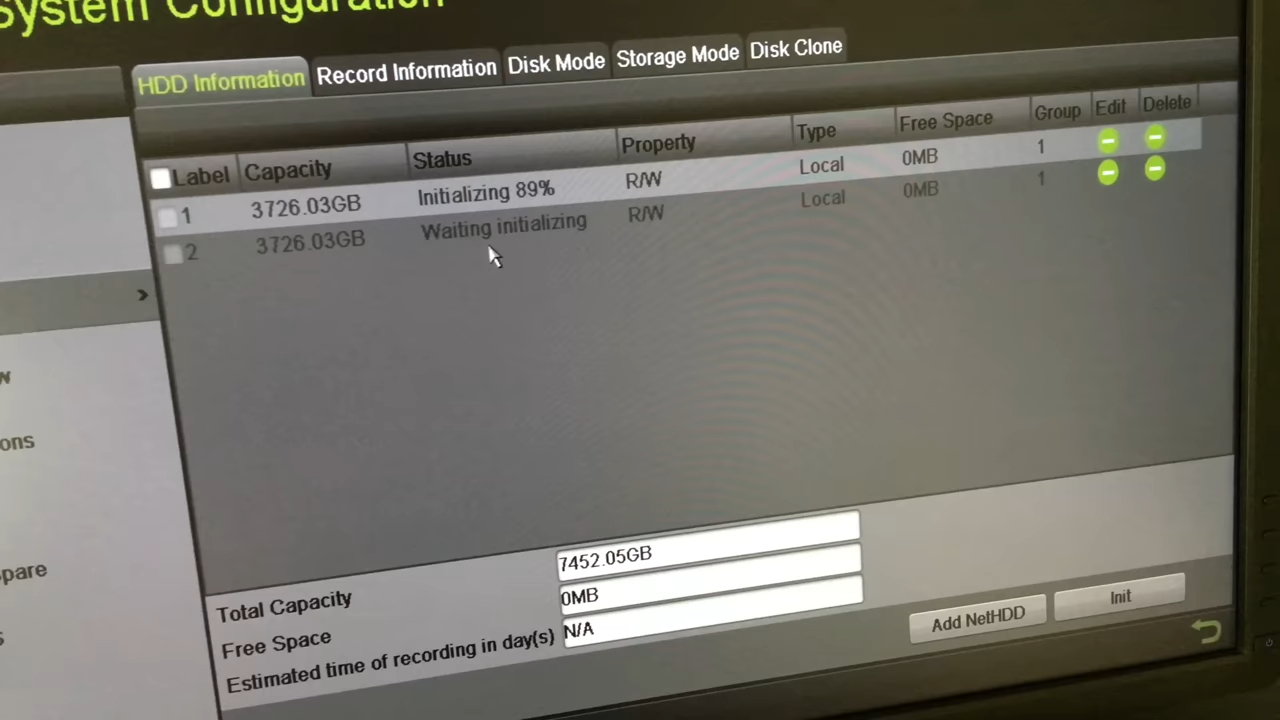 System Configuration
HDD Information Record Information Disk Mode Storage Mode Disk Clone
Label Capacity Status Property Type Free Space Group Edit Delete
1 3726.03GB Initializing 89% R/W Local 0MB 1
2 3726.03GB Waiting initializing R/W Local 0MB 1
ons
pare
Total Capacity 7452.05GB
Free Space 0MB
Estimated time of recording in day(s) N/A
Add NetHDD Init